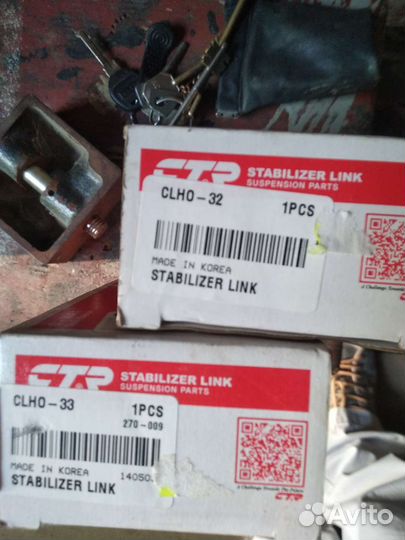 CTR
STABILIZER LINK
SUSPENSION PARTS
CLHO-32
1PCS
MADE IN KOREA
STABILIZER LINK
CTR
STABILIZER LINK
SUSPENSION PARTS
CLHO-33
1PCS
270-009
MADE IN KOREA
STABILIZER LINK
Avito